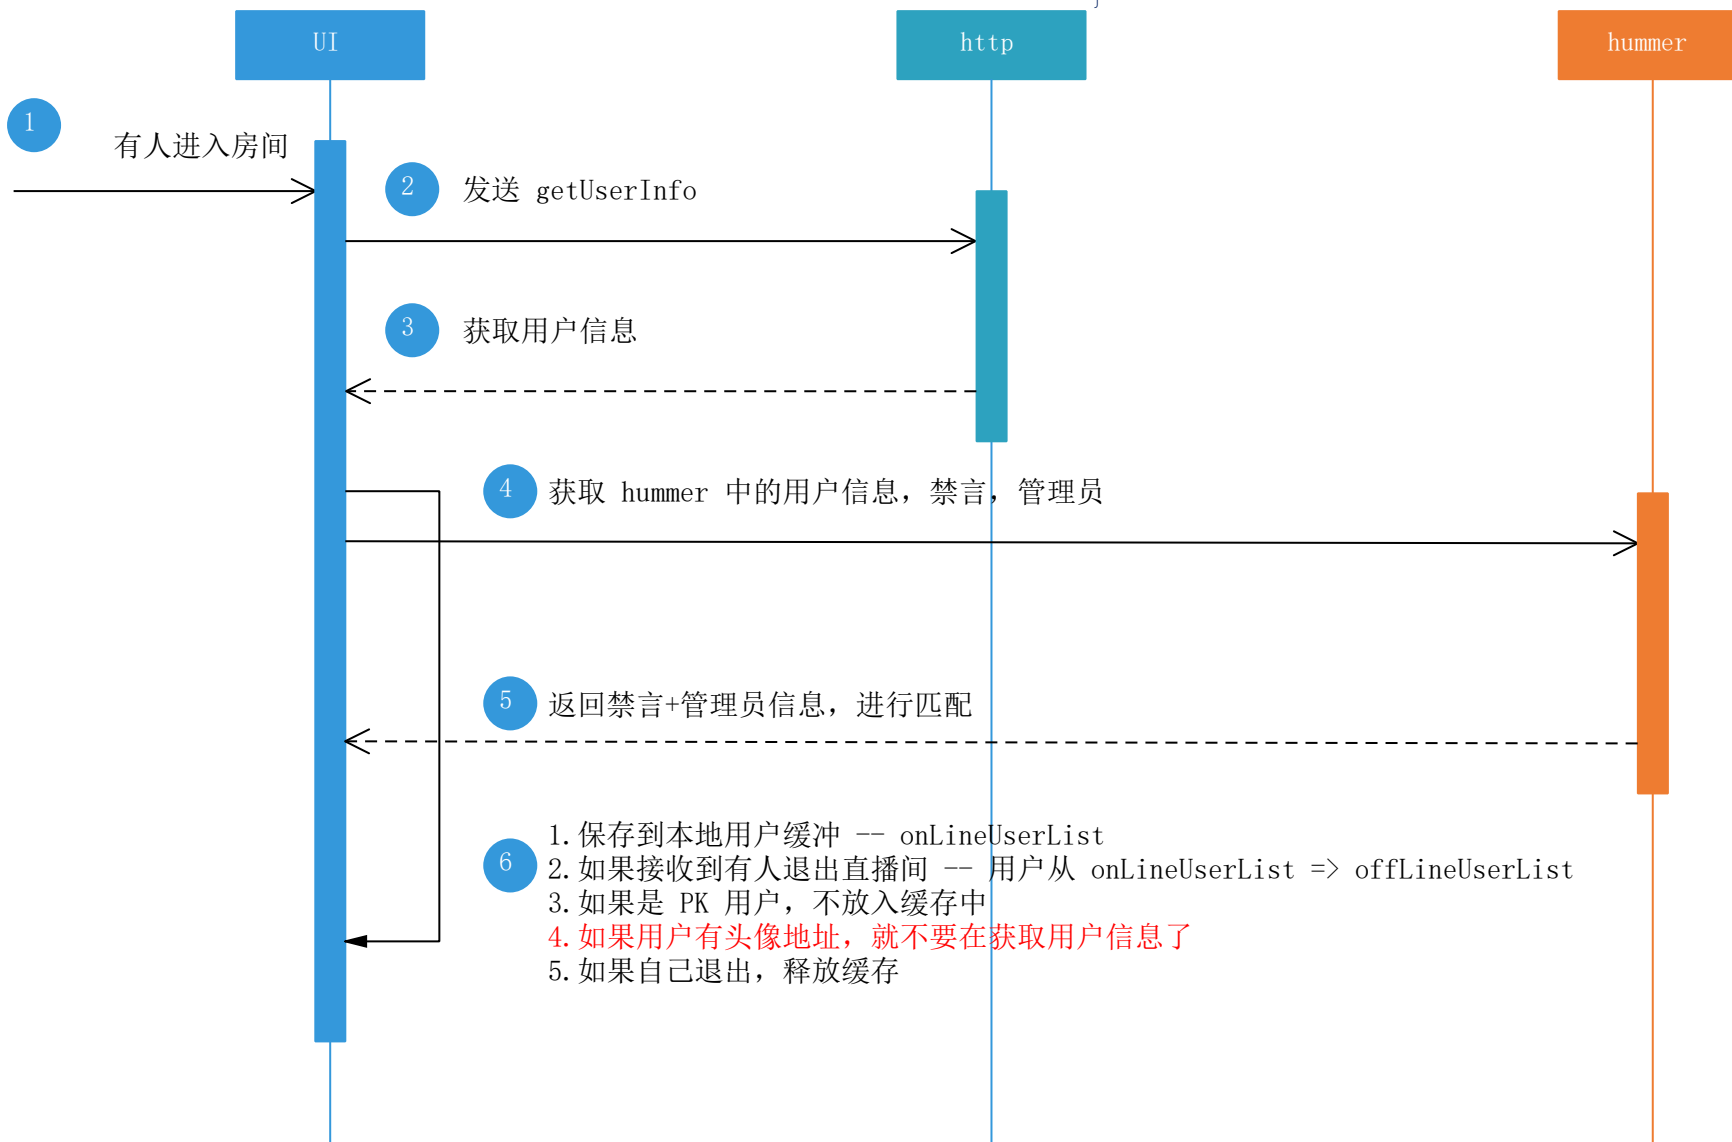 UI
http
hummer
1
有人进入房间
2
发送 getUserInfo
3
获取用户信息
4
获取 hummer 中的用户信息，禁言，管理员
5
返回禁言+管理员信息，进行匹配
6
1.保存到本地用户缓冲 -- onLineUserList
2.如果接收到有人退出直播间 -- 用户从 onLineUserList => offLineUserList
3.如果是 PK 用户，不放入缓存中
4.如果用户有头像地址，就不要在获取用户信息了
5.如果自己退出，释放缓存